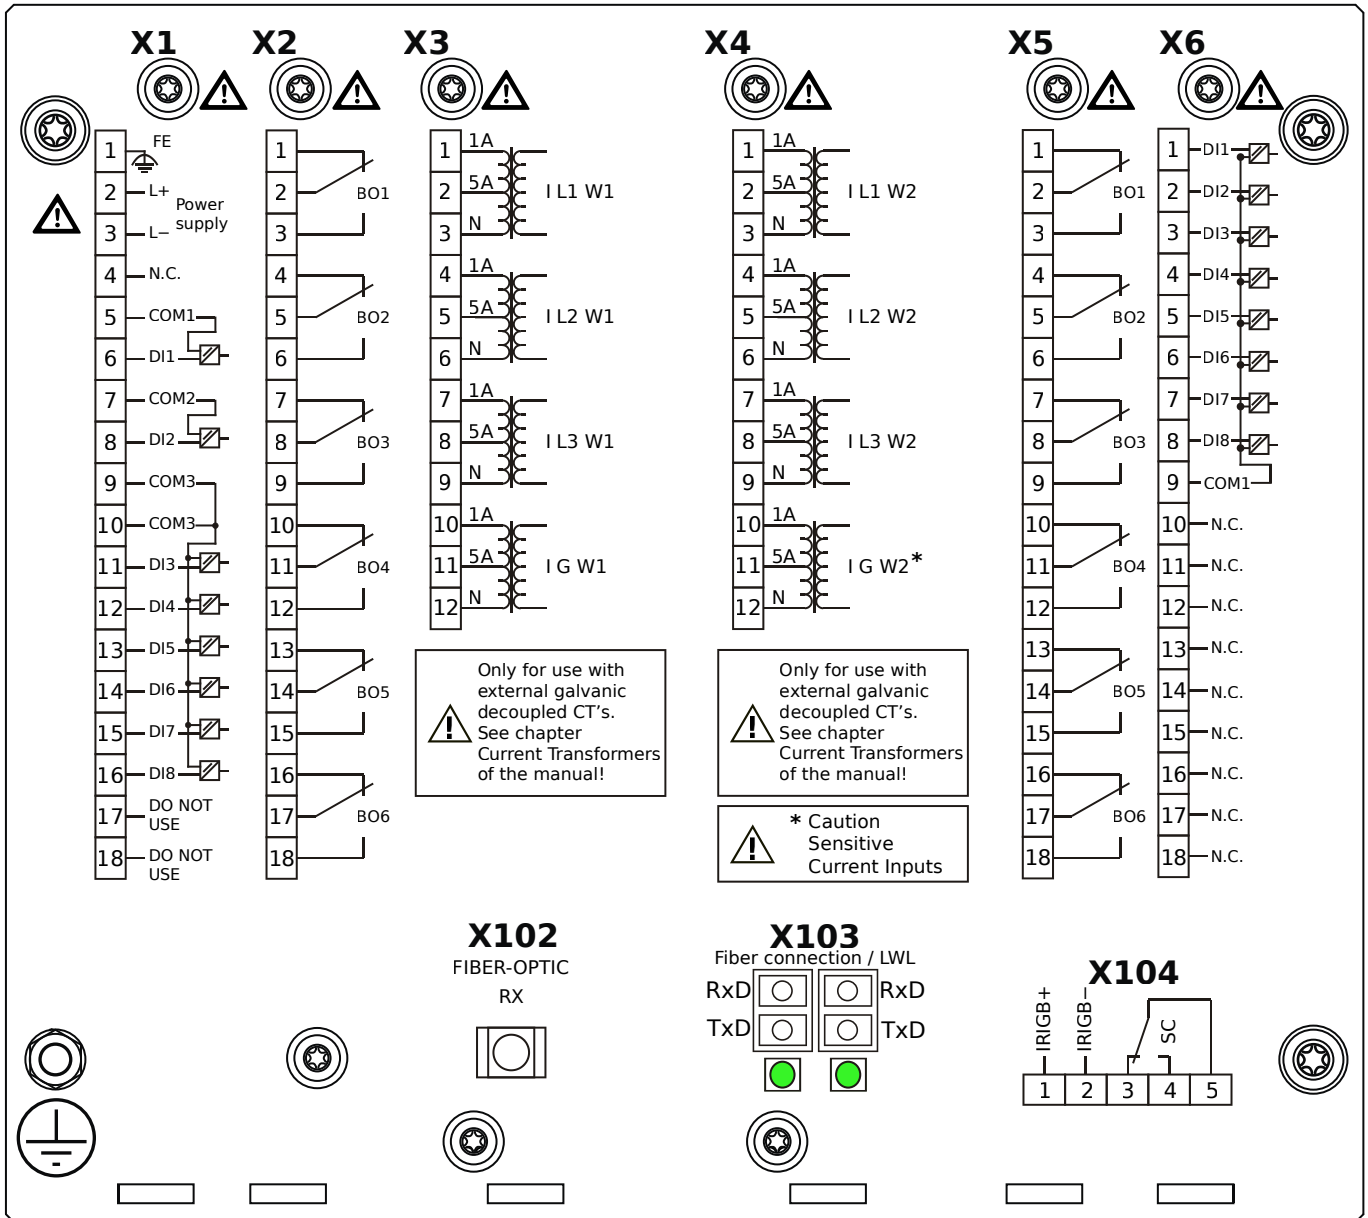 X1
X2
X3
X4
X5
X6
1 FE
2 L+
Power
supply
3 L−
4 N.C.
5 COM1
6 DI1
7 COM2
8 DI2
9 COM3
10 COM3
11 DI3
12 DI4
13 DI5
14 DI6
15 DI7
16 DI8
17 DO NOT
USE
18 DO NOT
USE
1
2 BO1
3
4
5 BO2
6
7
8 BO3
9
10
11 BO4
12
13
14 BO5
15
16
17 BO6
18
1 1A
2 5A I L1 W1
3 N
4 1A
5 5A I L2 W1
6 N
7 1A
8 5A I L3 W1
9 N
10 1A
11 5A I G W1
12 N
Only for use with
external galvanic
decoupled CT's.
See chapter
Current Transformers
of the manual!
1 1A
2 5A I L1 W2
3 N
4 1A
5 5A I L2 W2
6 N
7 1A
8 5A I L3 W2
9 N
10 1A
11 5A I G W2*
12 N
Only for use with
external galvanic
decoupled CT's.
See chapter
Current Transformers
of the manual!
* Caution
Sensitive
Current Inputs
1
2 BO1
3
4
5 BO2
6
7
8 BO3
9
10
11 BO4
12
13
14 BO5
15
16
17 BO6
18
1 DI1
2 DI2
3 DI3
4 DI4
5 DI5
6 DI6
7 DI7
8 DI8
9 COM1
10 N.C.
11 N.C.
12 N.C.
13 N.C.
14 N.C.
15 N.C.
16 N.C.
17 N.C.
18 N.C.
X102
FIBER-OPTIC
RX
X103
Fiber connection / LWL
RxD RxD
TxD TxD
X104
IRIGB+
IRIGB−
SC
1 2 3 4 5